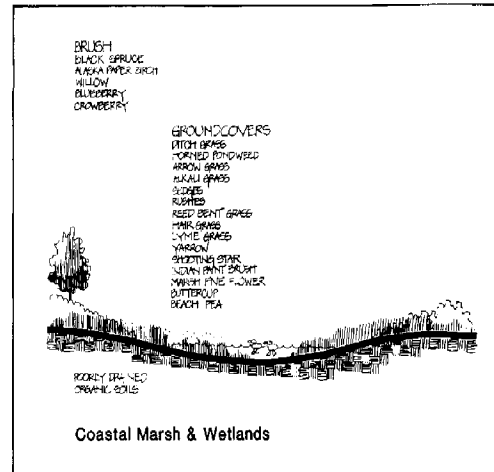 BRUSH
BLACK SPRUCE
ALASKA PAPER BIRCH
WILLOW
BLUEBERRY
CROWBERRY
GROUNDCOVERS
DITCH GRASS
HORNED PONDWEED
ARROW GRASS
ALKALI GRASS
SEDGES
RUSHES
REED BENT GRASS
HAIR GRASS
LYME GRASS
YARROW
SHOOTING STAR
INDIAN PAINT BRUSH
MARSH FIVE FLOWER
BUTTERCUP
BEACH PEA
POORLY DRAINED
ORGANIC SOILS
Coastal Marsh & Wetlands